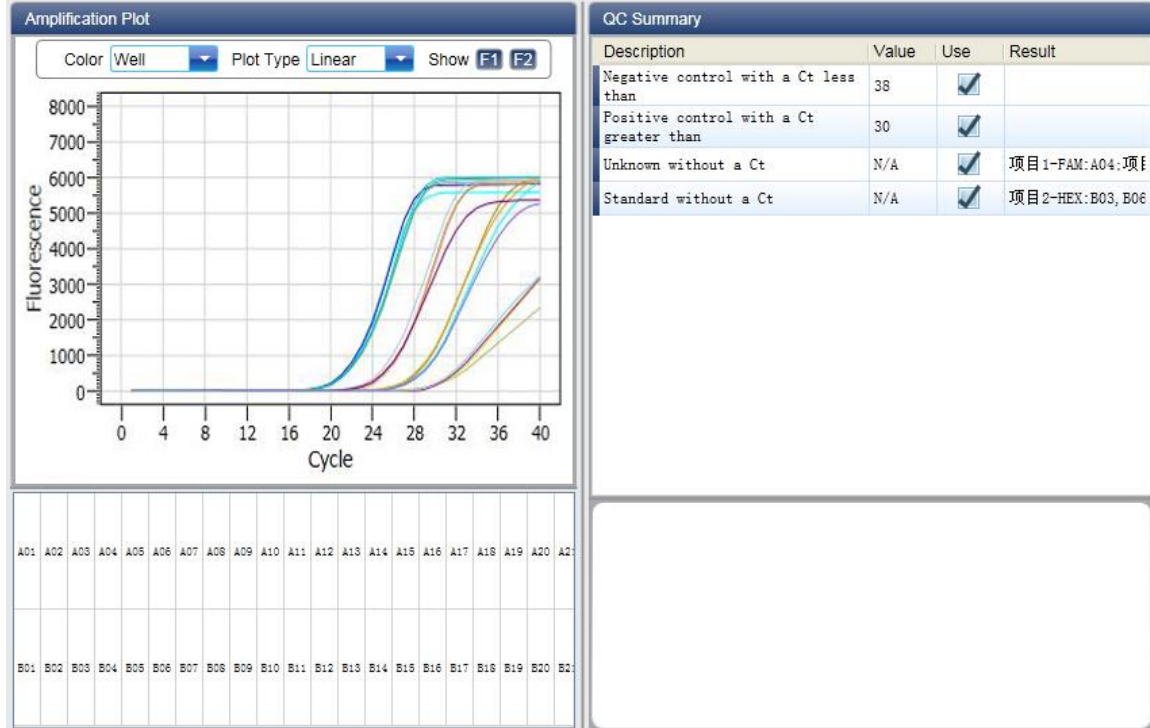 Amplification Plot
Color Well Plot Type Linear Show F1 F2
8000
7000
6000
5000
4000
3000
2000
1000
0
Fluorescence
0 4 8 12 16 20 24 28 32 36 40
Cycle
QC Summary
Description Value Use Result
Negative control with a Ct less
than 38
Positive control with a Ct
greater than 30
Unknown without a Ct N/A 项目1-FAM:A04;项目
Standard without a Ct N/A 项目2-HEX:B03,B06
A01 A02 A03 A04 A05 A06 A07 A08 A09 A10 A11 A12 A13 A14 A15 A16 A17 A18 A19 A20 A2
B01 B02 B03 B04 B05 B06 B07 B08 B09 B10 B11 B12 B13 B14 B15 B16 B17 B18 B19 B20 B2